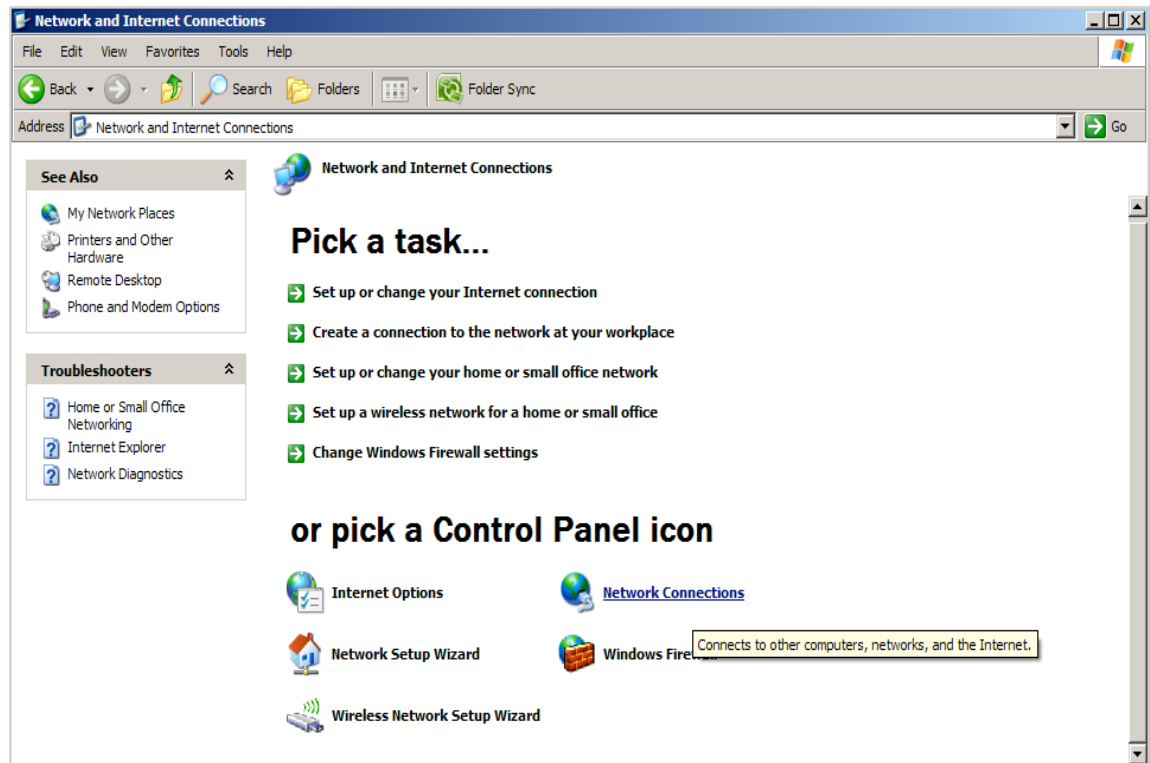 Network and Internet Connections
File Edit View Favorites Tools Help
Back Search Folders Folder Sync
Address Network and Internet Connections Go
See Also
My Network Places
Printers and Other
Hardware
Remote Desktop
Phone and Modem Options
Troubleshooters
Home or Small Office
Networking
Internet Explorer
Network Diagnostics
Network and Internet Connections
Pick a task...
Set up or change your Internet connection
Create a connection to the network at your workplace
Set up or change your home or small office network
Set up a wireless network for a home or small office
Change Windows Firewall settings
or pick a Control Panel icon
Internet Options Network Connections
Connects to other computers, networks, and the Internet.
Network Setup Wizard Windows Firewall
Wireless Network Setup Wizard